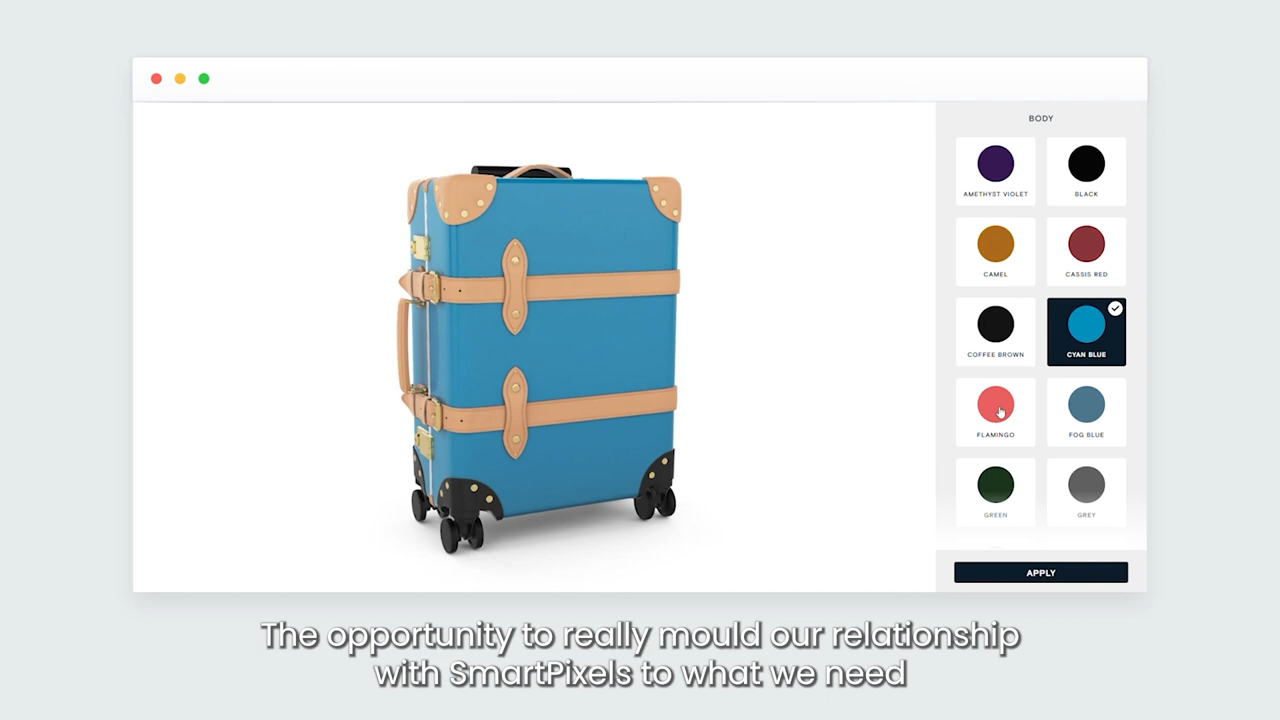 BODY
AMETHYST VIOLET
BLACK
CAMEL
CASSIS RED
COFFEE BROWN
CYAN BLUE
FLAMINGO
FOG BLUE
GREEN
GREY
APPLY
The opportunity to really mould our relationship
with SmartPixels to what we need